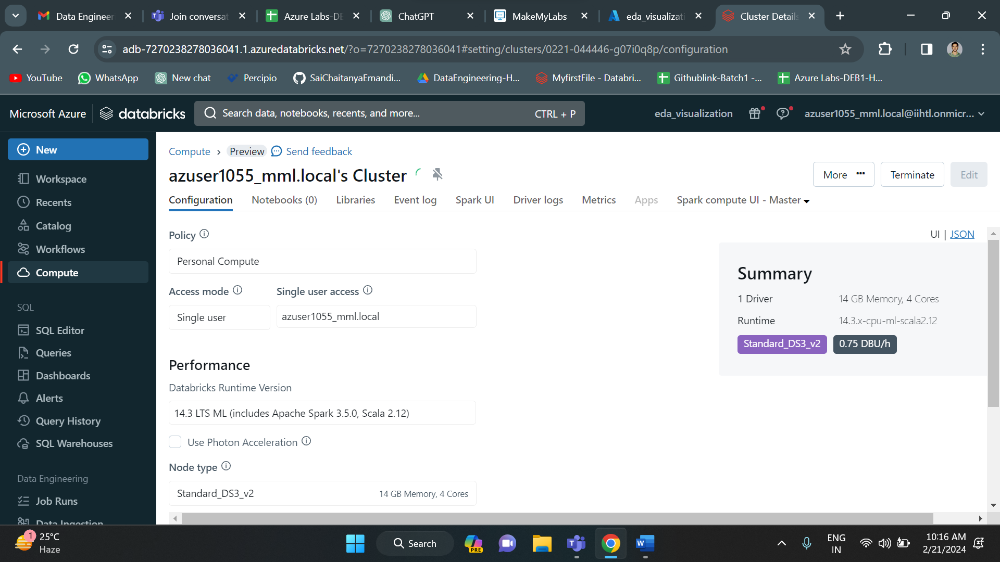 Data Engineer
Join conversat
Azure Labs-DE
ChatGPT
MakeMyLabs
eda_visualizati
Cluster Details
adb-7270238278036041.1.azuredatabricks.net/?o=7270238278036041#setting/clusters/0221-044446-g07i0q8p/configuration
YouTube
WhatsApp
New chat
Percipio
SaiChaitanyaEmandi...
DataEngineering-H...
MyfirstFile - Databri...
Githublink-Batch1 -...
Azure Labs-DEB1-H...
Microsoft Azure
databricks
Search data, notebooks, recents, and more...
CTRL + P
eda_visualization
azuser1055_mml.local@iihtl.onmicr...
New
Workspace
Recents
Catalog
Workflows
Compute
SQL
SQL Editor
Queries
Dashboards
Alerts
Query History
SQL Warehouses
Data Engineering
Job Runs
Data Ingestion
Compute › Preview Send feedback
azuser1055_mml.local's Cluster
More ···
Terminate
Edit
Configuration
Notebooks (0)
Libraries
Event log
Spark UI
Driver logs
Metrics
Apps
Spark compute UI - Master
UI | JSON
Policy
Personal Compute
Access mode
Single user access
Single user
azuser1055_mml.local
Performance
Databricks Runtime Version
14.3 LTS ML (includes Apache Spark 3.5.0, Scala 2.12)
Use Photon Acceleration
Node type
Standard_DS3_v2
14 GB Memory, 4 Cores
Summary
1 Driver
14 GB Memory, 4 Cores
Runtime
14.3.x-cpu-ml-scala2.12
Standard_DS3_v2
0.75 DBU/h
1
25°C
Haze
Search
PRE
ENG
IN
10:16 AM
2/21/2024